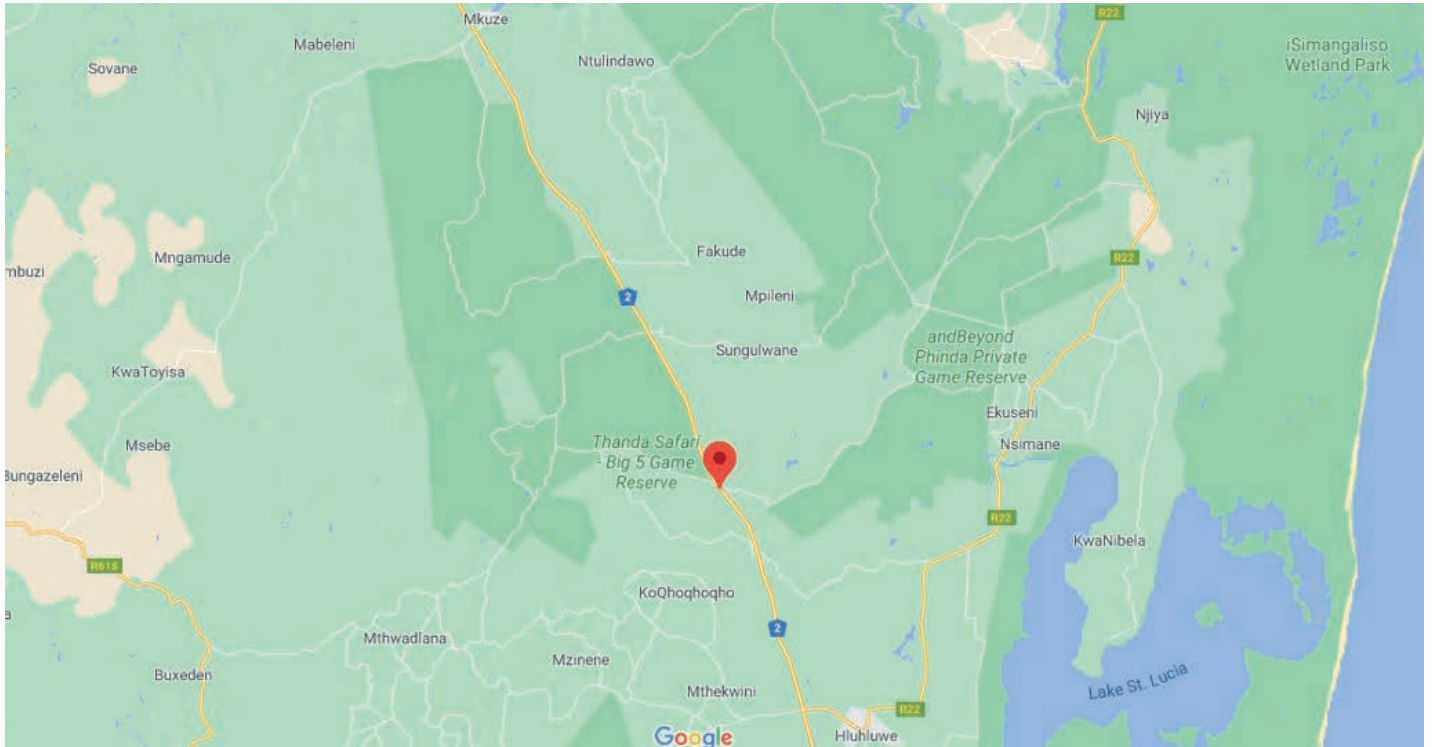 Mkuze
R22
Mabeleni
iSimangaliso
Wetland Park
Sovane
Ntulindawo
Njiya
Fakude
Mngamude
R22
mbuzi
2
Mpileni
andBeyond
Phinda Private
Game Reserve
Sungulwane
KwaToyisa
Ekuseni
Msebe
Thanda Safari
- Big 5 Game
Reserve
Nsimane
Bungazeleni
R22
KwaNibela
R618
KoQhoqhoqho
a
2
Mthwadlana
Mzinene
Buxeden
Lake St. Lucia
Mthekwini
R22
Google
Hluhluwe